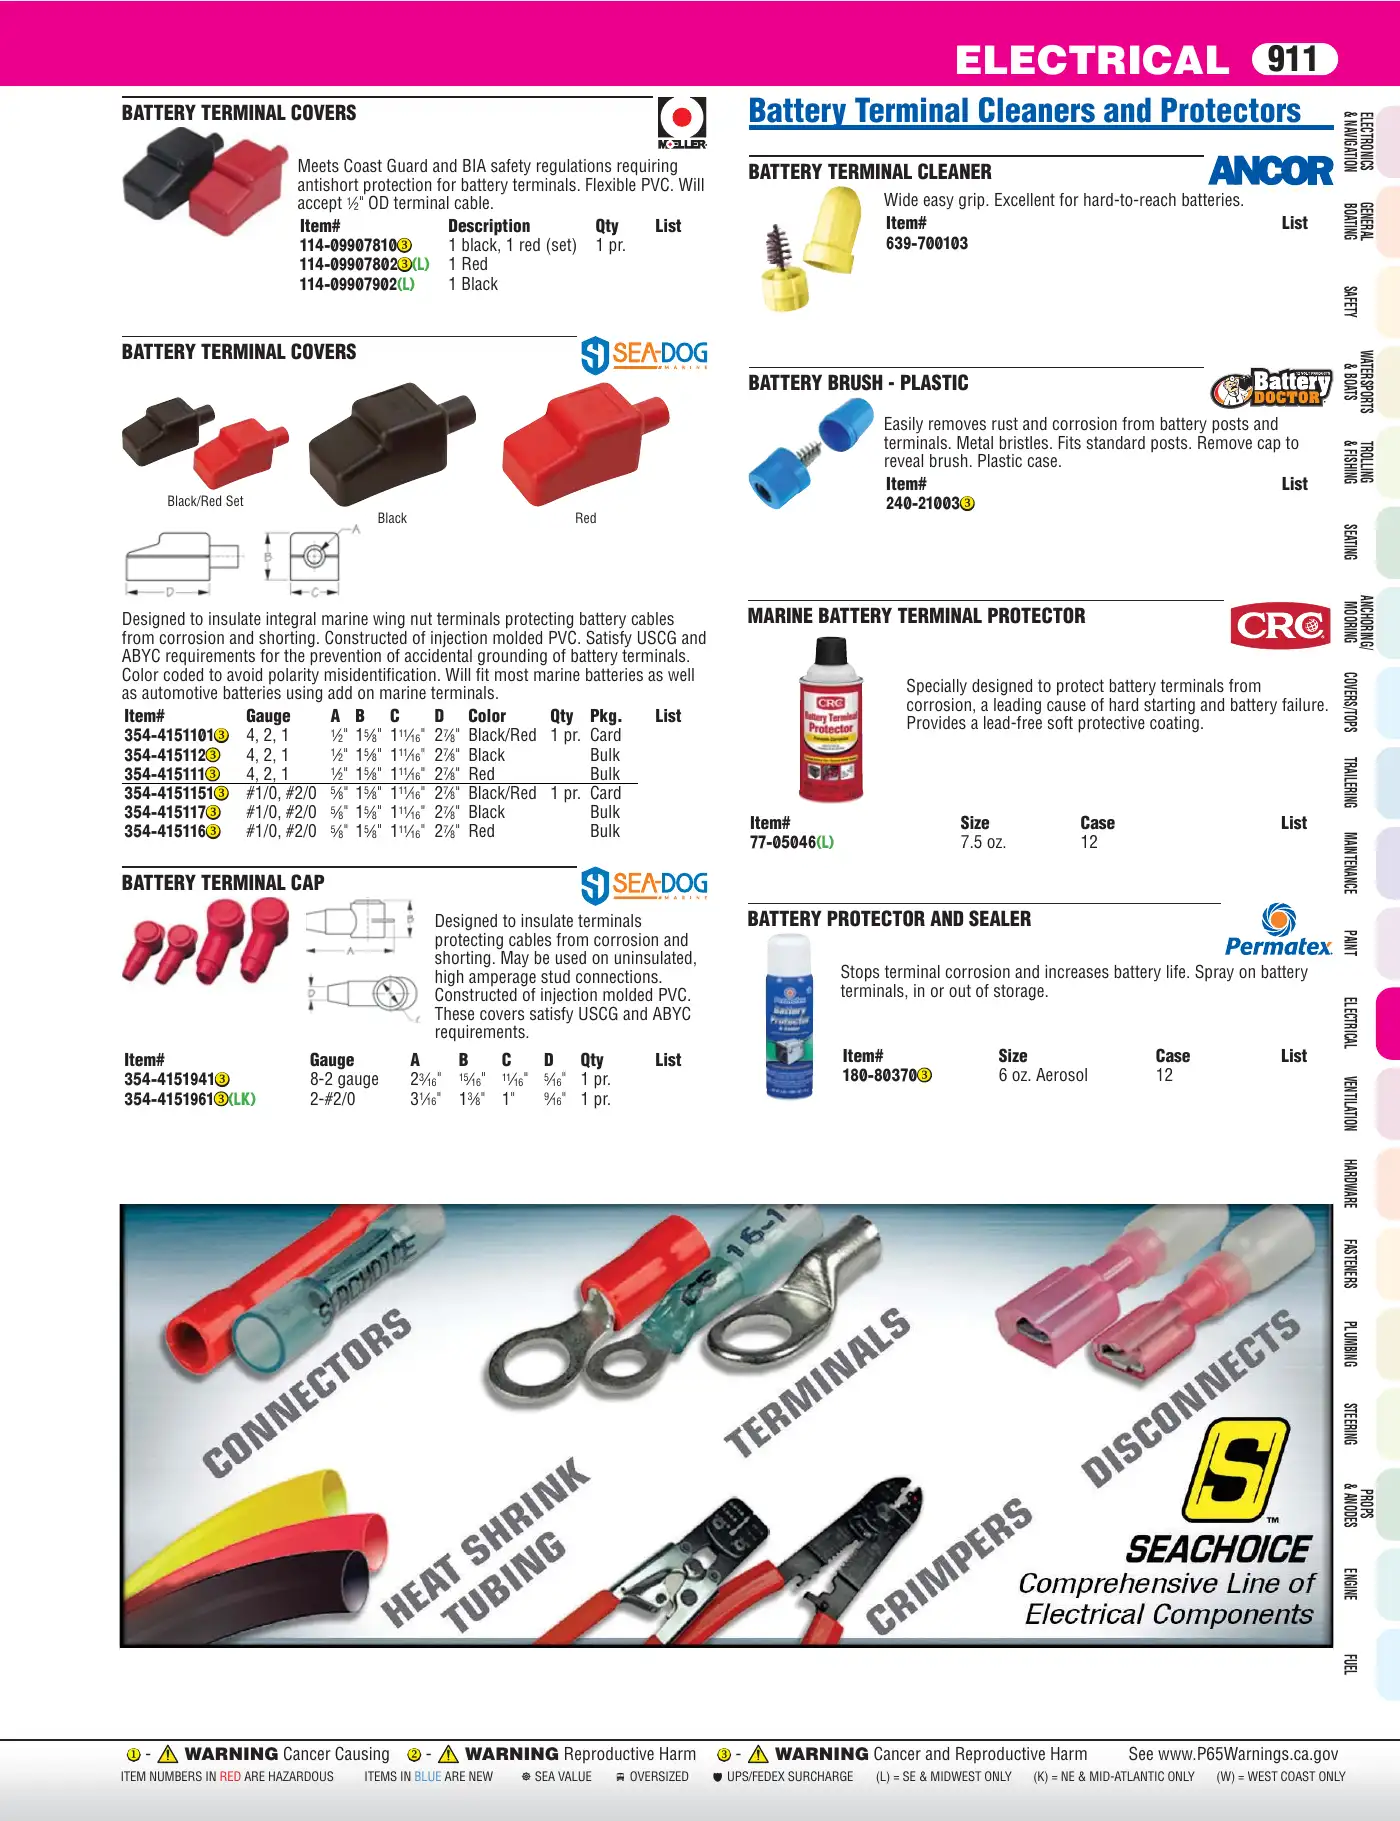 ELECTRICAL 911
BATTERY TERMINAL COVERS
MOELLER
Meets Coast Guard and BIA safety regulations requiring
antishort protection for battery terminals. Flexible PVC. Will
accept ½" OD terminal cable.
Item# Description Qty List
114-09907810③ 1 black, 1 red (set) 1 pr.
114-09907802③(L) 1 Red
114-09907902(L) 1 Black
BATTERY TERMINAL COVERS
SEA-DOG
MARINE
Black/Red Set
Black
Red
A
B
D
C
Designed to insulate integral marine wing nut terminals protecting battery cables
from corrosion and shorting. Constructed of injection molded PVC. Satisfy USCG and
ABYC requirements for the prevention of accidental grounding of battery terminals.
Color coded to avoid polarity misidentification. Will fit most marine batteries as well
as automotive batteries using add on marine terminals.
Item# Gauge A B C D Color Qty Pkg. List
354-4151101③ 4, 2, 1 ½" 1⅝" 1¹¹⁄₁₆" 2⅞" Black/Red 1 pr. Card
354-415112③ 4, 2, 1 ½" 1⅝" 1¹¹⁄₁₆" 2⅞" Black Bulk
354-415111③ 4, 2, 1 ½" 1⅝" 1¹¹⁄₁₆" 2⅞" Red Bulk
354-4151151③ #1/0, #2/0 ⅝" 1⅝" 1¹¹⁄₁₆" 2⅞" Black/Red 1 pr. Card
354-415117③ #1/0, #2/0 ⅝" 1⅝" 1¹¹⁄₁₆" 2⅞" Black Bulk
354-415116③ #1/0, #2/0 ⅝" 1⅝" 1¹¹⁄₁₆" 2⅞" Red Bulk
BATTERY TERMINAL CAP
SEA-DOG
MARINE
B
A
D
C
Designed to insulate terminals
protecting cables from corrosion and
shorting. May be used on uninsulated,
high amperage stud connections.
Constructed of injection molded PVC.
These covers satisfy USCG and ABYC
requirements.
Item# Gauge A B C D Qty List
354-4151941③ 8-2 gauge 2³⁄₁₆" ¹⁵⁄₁₆" ¹¹⁄₁₆" ⁵⁄₁₆" 1 pr.
354-4151961③(LK) 2-#2/0 3¹⁄₁₆" 1⅜" 1" ⁹⁄₁₆" 1 pr.
Battery Terminal Cleaners and Protectors
BATTERY TERMINAL CLEANER
ANCOR
Wide easy grip. Excellent for hard-to-reach batteries.
Item# List
639-700103
BATTERY BRUSH - PLASTIC
Battery
DOCTOR
Easily removes rust and corrosion from battery posts and
terminals. Metal bristles. Fits standard posts. Remove cap to
reveal brush. Plastic case.
Item# List
240-21003③
MARINE BATTERY TERMINAL PROTECTOR
CRC
CRC
Battery Terminal
Protector
Specially designed to protect battery terminals from
corrosion, a leading cause of hard starting and battery failure.
Provides a lead-free soft protective coating.
Item# Size Case List
77-05046(L) 7.5 oz. 12
BATTERY PROTECTOR AND SEALER
Permatex
Permatex
Battery
Protector
& Sealer
Stops terminal corrosion and increases battery life. Spray on battery
terminals, in or out of storage.
Item# Size Case List
180-80370③ 6 oz. Aerosol 12
SEACHOICE
16-14
CONNECTORS
TERMINALS
DISCONNECTS
HEAT SHRINK
TUBING
CRIMPERS
S
™
SEACHOICE
Comprehensive Line of
Electrical Components
ELECTRONICS
& NAVIGATION
GENERAL
BOATING
SAFETY
WATERSPORTS
& BOATS
TROLLING
& FISHING
SEATING
ANCHORING/
MOORING
COVERS/TOPS
TRAILERING
MAINTENANCE
PAINT
ELECTRICAL
VENTILATION
HARDWARE
FASTENERS
PLUMBING
STEERING
PROPS
& ANODES
ENGINE
FUEL
① - ⚠ WARNING Cancer Causing ② - ⚠ WARNING Reproductive Harm ③ - ⚠ WARNING Cancer and Reproductive Harm See www.P65Warnings.ca.gov
ITEM NUMBERS IN RED ARE HAZARDOUS ITEMS IN BLUE ARE NEW SEA VALUE OVERSIZED UPS/FEDEX SURCHARGE (L) = SE & MIDWEST ONLY (K) = NE & MID-ATLANTIC ONLY (W) = WEST COAST ONLY